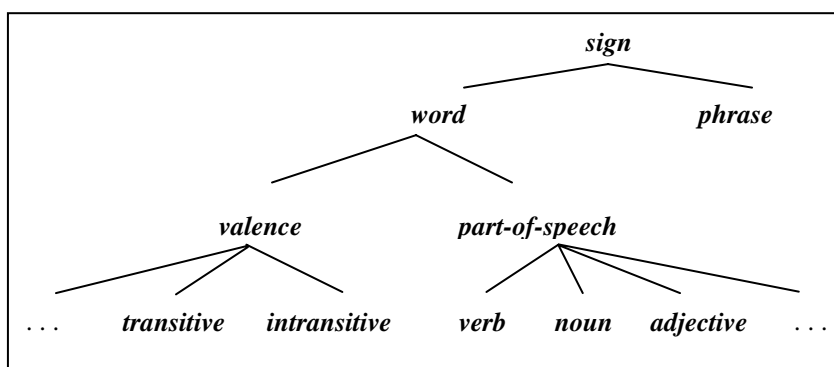 sign
word phrase
valence part-of-speech
. . . transitive intransitive verb noun adjective . . .